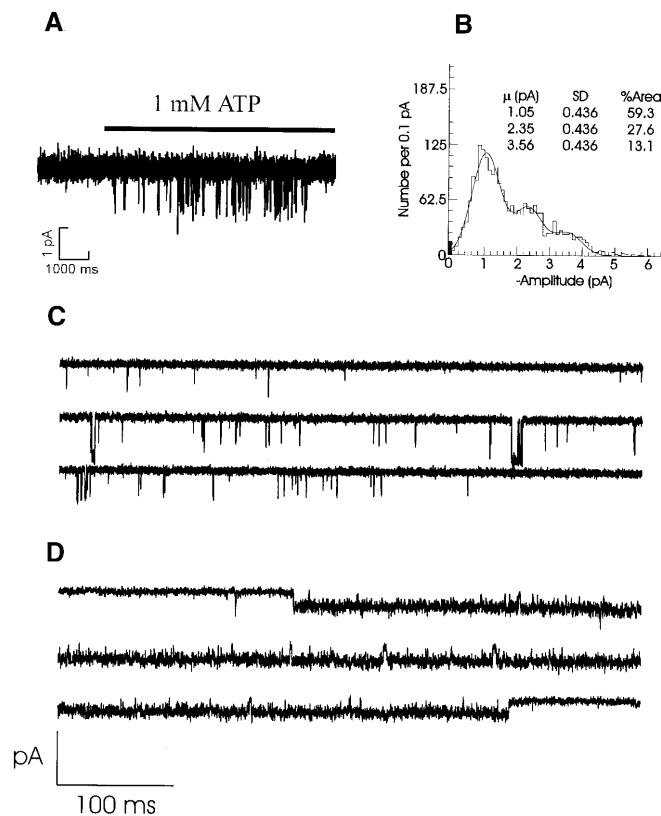 A
1 mM ATP
1 pA
1000 ms
B
Numbe per 0.1 pA
187.5
125
62.5
0
μ (pA) SD %Area
1.05 0.436 59.3
2.35 0.436 27.6
3.56 0.436 13.1
0 1 2 3 4 5 6
-Amplitude (pA)
C
D
pA
100 ms